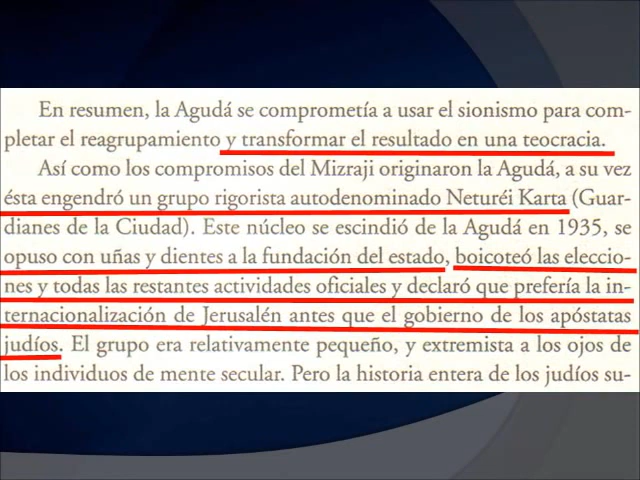 En resumen, la Agudá se comprometía a usar el sionismo para com-
pletar el reagrupamiento y transformar el resultado en una teocracia.
Así como los compromisos del Mizraji originaron la Agudá, a su vez
ésta engendró un grupo rigorista autodenominado Neturéi Karta (Guar-
dianes de la Ciudad). Este núcleo se escindió de la Agudá en 1935, se
opuso con uñas y dientes a la fundación del estado, boicoteó las eleccio-
nes y todas las restantes actividades oficiales y declaró que prefería la in-
ternacionalización de Jerusalén antes que el gobierno de los apóstatas
judíos. El grupo era relativamente pequeño, y extremista a los ojos de
los individuos de mente secular. Pero la historia entera de los judíos su-